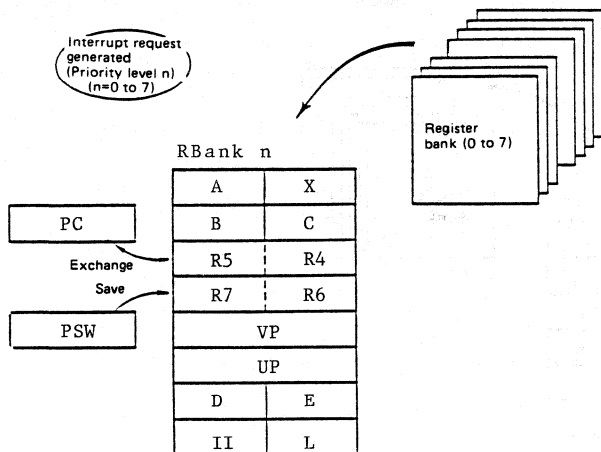 Interrupt request
generated
(Priority level n)
(n=0 to 7)
Register
bank (0 to 7)
RBank n
A X
B C
R5 R4
R7 R6
VP
UP
D E
II L
PC
Exchange
Save
PSW